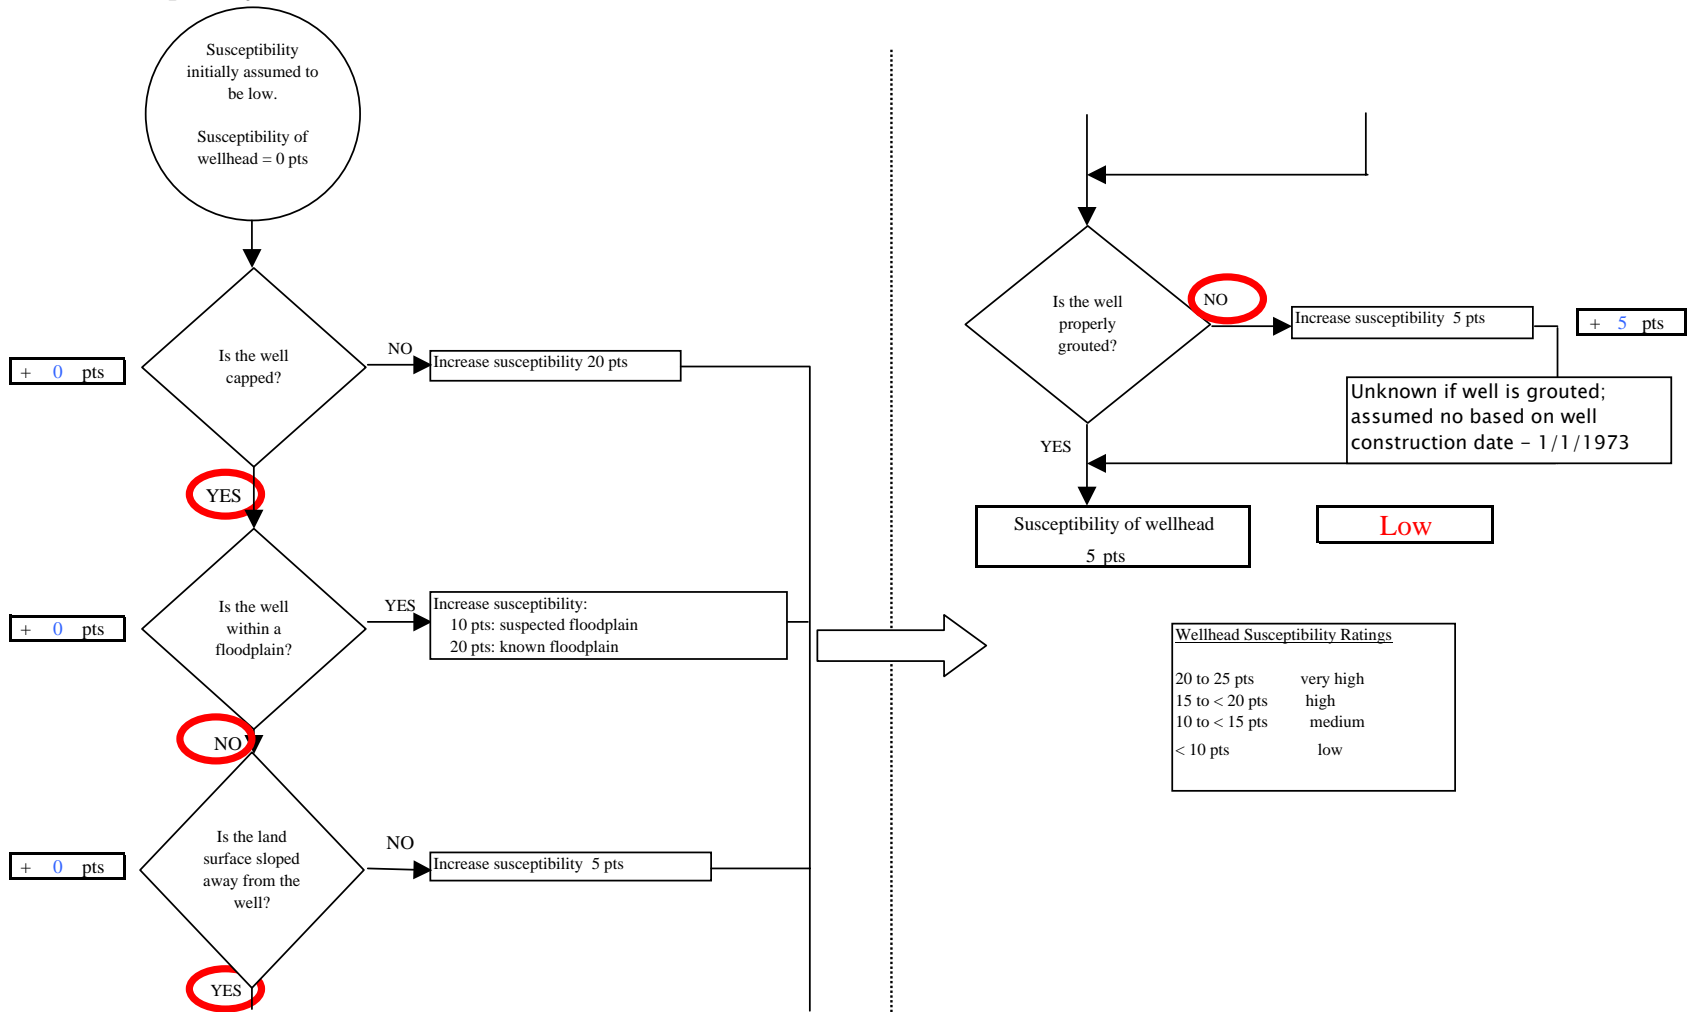 Susceptibility
initially assumed to
be low.
Susceptibility of
wellhead = 0 pts
Is the well
capped?
NO
Increase susceptibility 20 pts
+ 0 pts
YES
Is the well
within a
floodplain?
YES
Increase susceptibility:
10 pts: suspected floodplain
20 pts: known floodplain
+ 0 pts
NO
Is the land
surface sloped
away from the
well?
NO
Increase susceptibility 5 pts
+ 0 pts
YES
Is the well
properly
grouted?
NO
Increase susceptibility 5 pts
+ 5 pts
Unknown if well is grouted;
assumed no based on well
construction date – 1/1/1973
YES
Susceptibility of wellhead
5 pts
Low
Wellhead Susceptibility Ratings
20 to 25 pts very high
15 to < 20 pts high
10 to < 15 pts medium
< 10 pts low